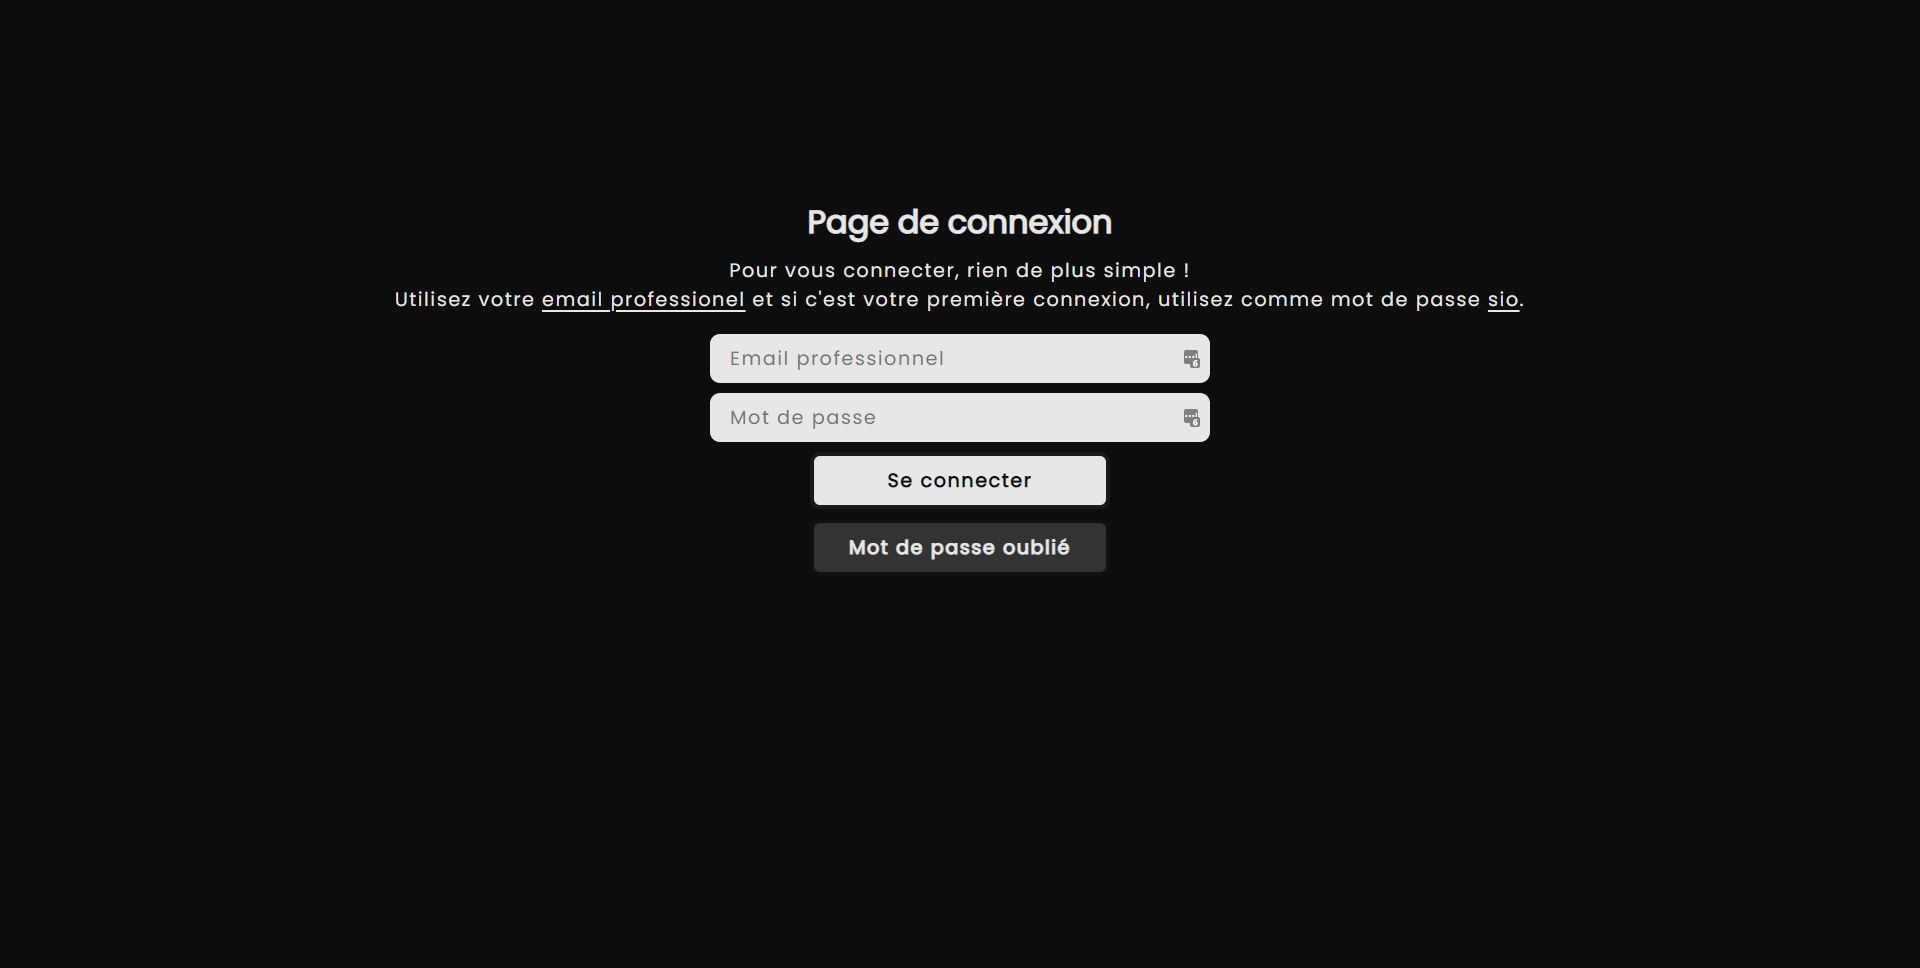 Page de connexion
Pour vous connecter, rien de plus simple !
Utilisez votre email professionel et si c'est votre première connexion, utilisez comme mot de passe sio.
Email professionnel
Mot de passe
Se connecter
Mot de passe oublié